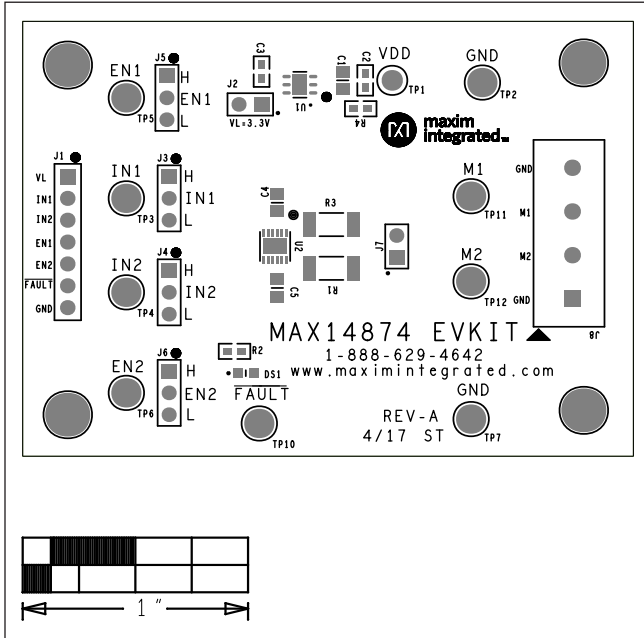 J5
H
EN1
L
EN1
TP5
C3
J2
VL=3.3V
U1
C1
C2
R4
VDD
TP1
GND
TP2
maxim
integrated™
J1
VL
IN1
IN2
EN1
EN2
FAULT
GND
IN1
TP3
J3
H
IN1
L
IN2
TP4
J4
H
IN2
L
C4
U2
C5
R3
R1
J7
M1
TP11
M2
TP12
GND
M1
M2
GND
J8
MAX14874 EVKIT
1-888-629-4642
www.maximintegrated.com
EN2
TP6
J6
H
EN2
L
R2
DS1
FAULT
TP10
REV-A
4/17 ST
GND
TP7
1 "